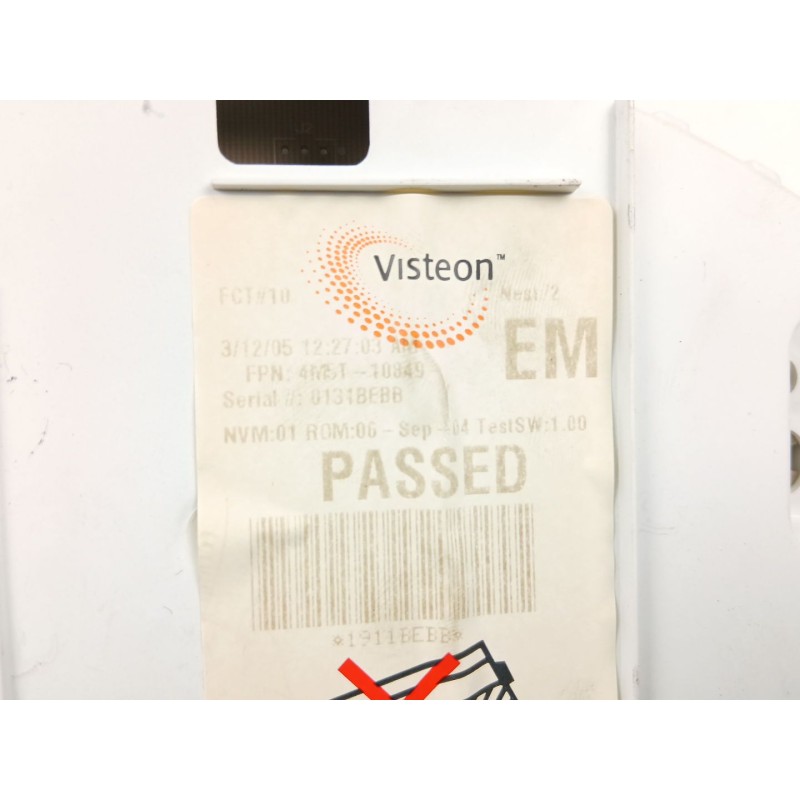 Visteon™
FCT#10 Nest/2
3/12/05 12:27:03 AM
EM
FPN: 4M5T-10849
Serial #: 0131BEBB
NVM:01 ROM:06-Sep-04 TestSW:1.00
PASSED
*1911BEBB*